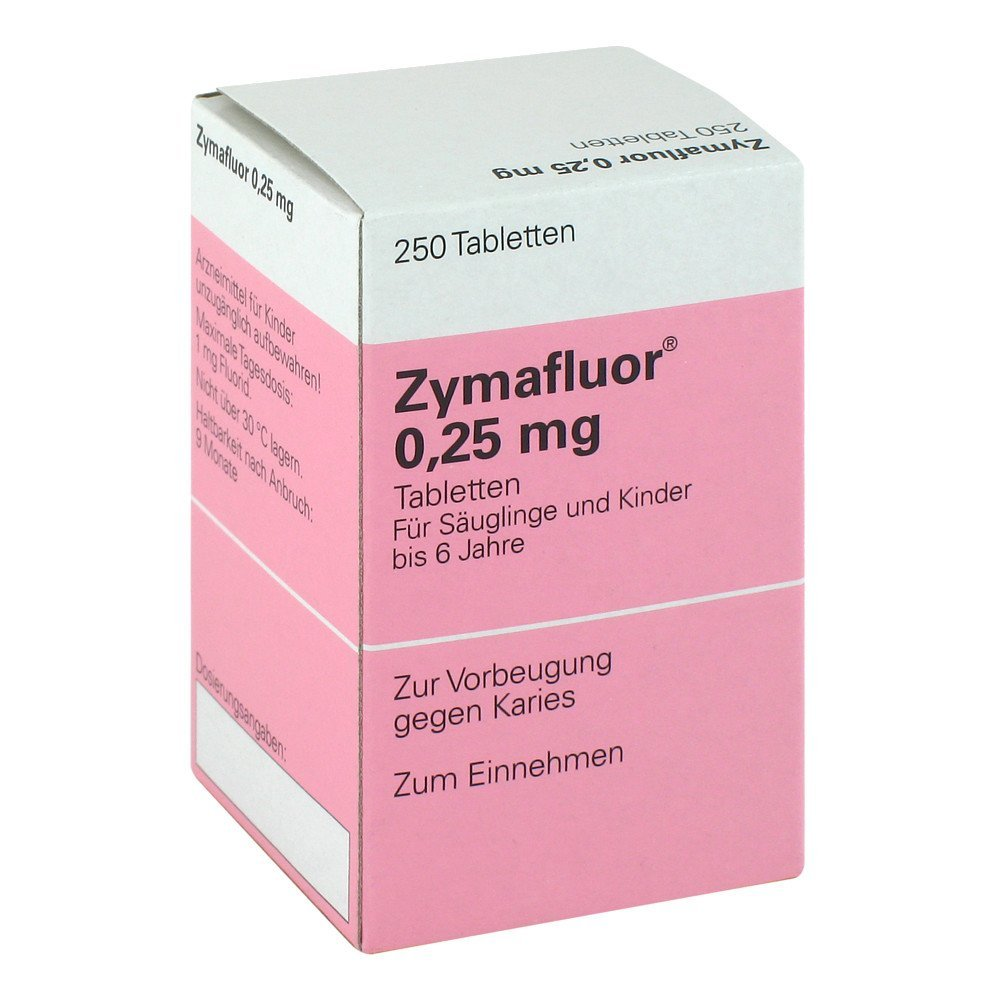 Zymafluor 0,25 mg
250 Tabletten
250 Tabletten
Zymafluor®
0,25 mg
Tabletten
Für Säuglinge und Kinder
bis 6 Jahre
Zur Vorbeugung
gegen Karies
Zum Einnehmen
Zymafluor 0,25 mg
Arzneimittel für Kinder
unzugänglich aufbewahren!
Maximale Tagesdosis:
1 mg Fluorid.
Nicht über 30 °C lagern.
Haltbarkeit nach Anbruch:
9 Monate
Dosierungsangaben: